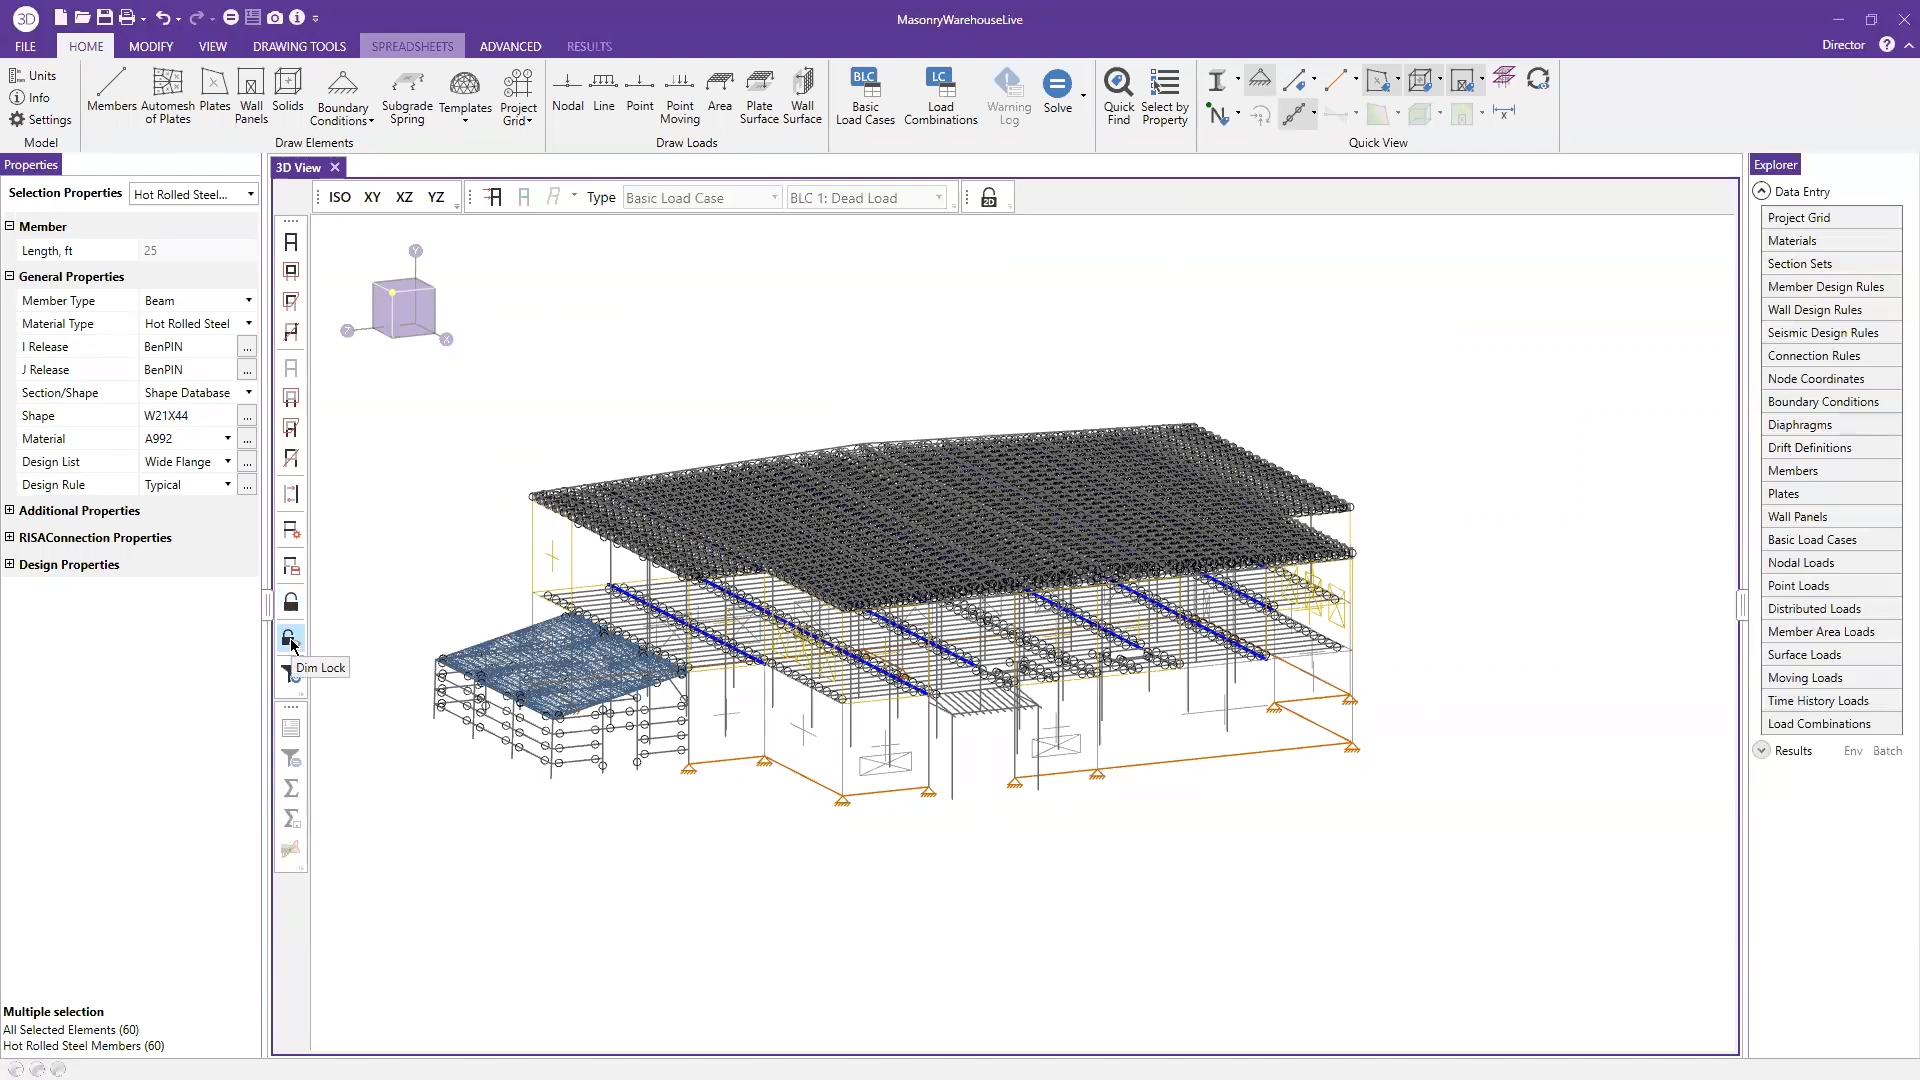 3D
MasonryWarehouseLive
FILE
HOME
MODIFY
VIEW
DRAWING TOOLS
SPREADSHEETS
ADVANCED
RESULTS
Director
?
Units
Info
Settings
Model
Members
Automesh
of Plates
Plates
Wall
Panels
Solids
Boundary
Conditions
Subgrade
Spring
Templates
Project
Grid
Draw Elements
Nodal
Line
Point
Point
Moving
Area
Plate
Surface
Wall
Surface
Draw Loads
BLC
Basic
Load Cases
LC
Load
Combinations
Warning
Log
Solve
Quick
Find
Select by
Property
N
Quick View
Properties
Selection Properties
Hot Rolled Steel...
Member
Length, ft
25
General Properties
Member Type
Beam
Material Type
Hot Rolled Steel
I Release
BenPIN
...
J Release
BenPIN
...
Section/Shape
Shape Database
Shape
W21X44
...
Material
A992
...
Design List
Wide Flange
...
Design Rule
Typical
...
Additional Properties
RISAConnection Properties
Design Properties
Multiple selection
All Selected Elements (60)
Hot Rolled Steel Members (60)
3D View
ISO
XY
XZ
YZ
Type
Basic Load Case
BLC 1: Dead Load
2D
Y
Z
X
Dim Lock
Explorer
Data Entry
Project Grid
Materials
Section Sets
Member Design Rules
Wall Design Rules
Seismic Design Rules
Connection Rules
Node Coordinates
Boundary Conditions
Diaphragms
Drift Definitions
Members
Plates
Wall Panels
Basic Load Cases
Nodal Loads
Point Loads
Distributed Loads
Member Area Loads
Surface Loads
Moving Loads
Time History Loads
Load Combinations
Results
Env
Batch